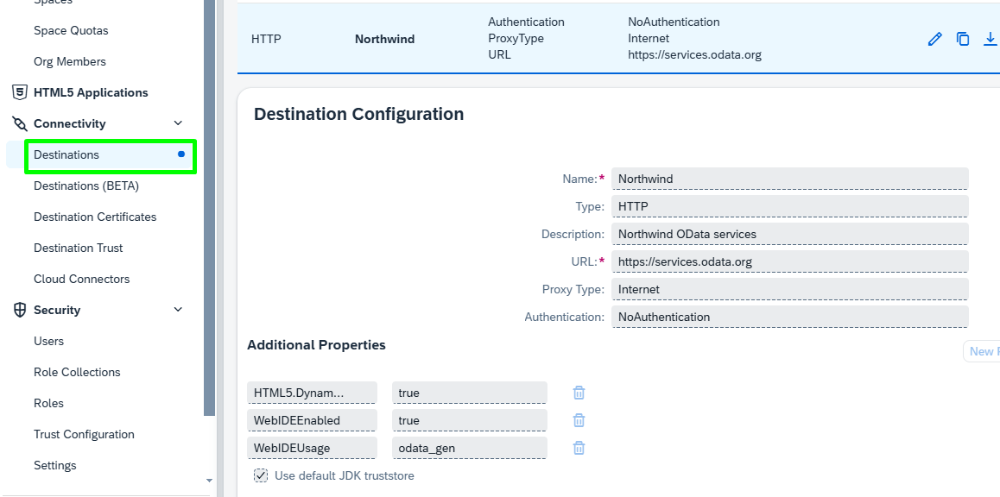 Spaces
Space Quotas
Org Members
HTML5 Applications
Connectivity
Destinations
Destinations (BETA)
Destination Certificates
Destination Trust
Cloud Connectors
Security
Users
Role Collections
Roles
Trust Configuration
Settings
HTTP Northwind
Authentication NoAuthentication
ProxyType Internet
URL https://services.odata.org
Destination Configuration
Name:* Northwind
Type: HTTP
Description: Northwind OData services
URL:* https://services.odata.org
Proxy Type: Internet
Authentication: NoAuthentication
Additional Properties
New
HTML5.Dynam... true
WebIDEEnabled true
WebIDEUsage odata_gen
Use default JDK truststore